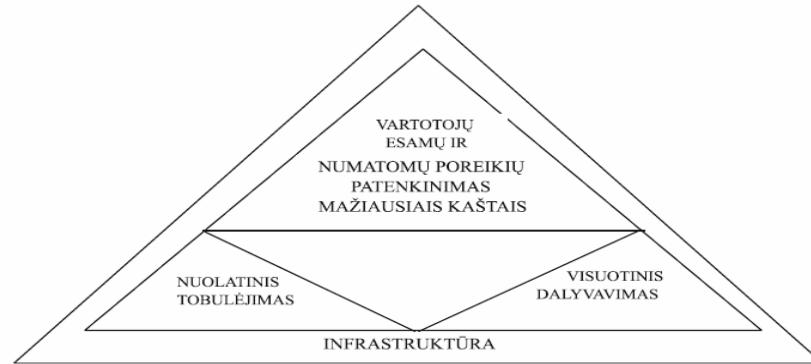 VARTOTOJŲ
ESAMŲ IR
NUMATOMŲ POREIKIŲ
PATENKINIMAS
MAŽIAUSIAIS KAŠTAIS
NUOLATINIS
TOBULĖJIMAS
VISUOTINIS
DALYVAVIMAS
INFRASTRUKTŪRA